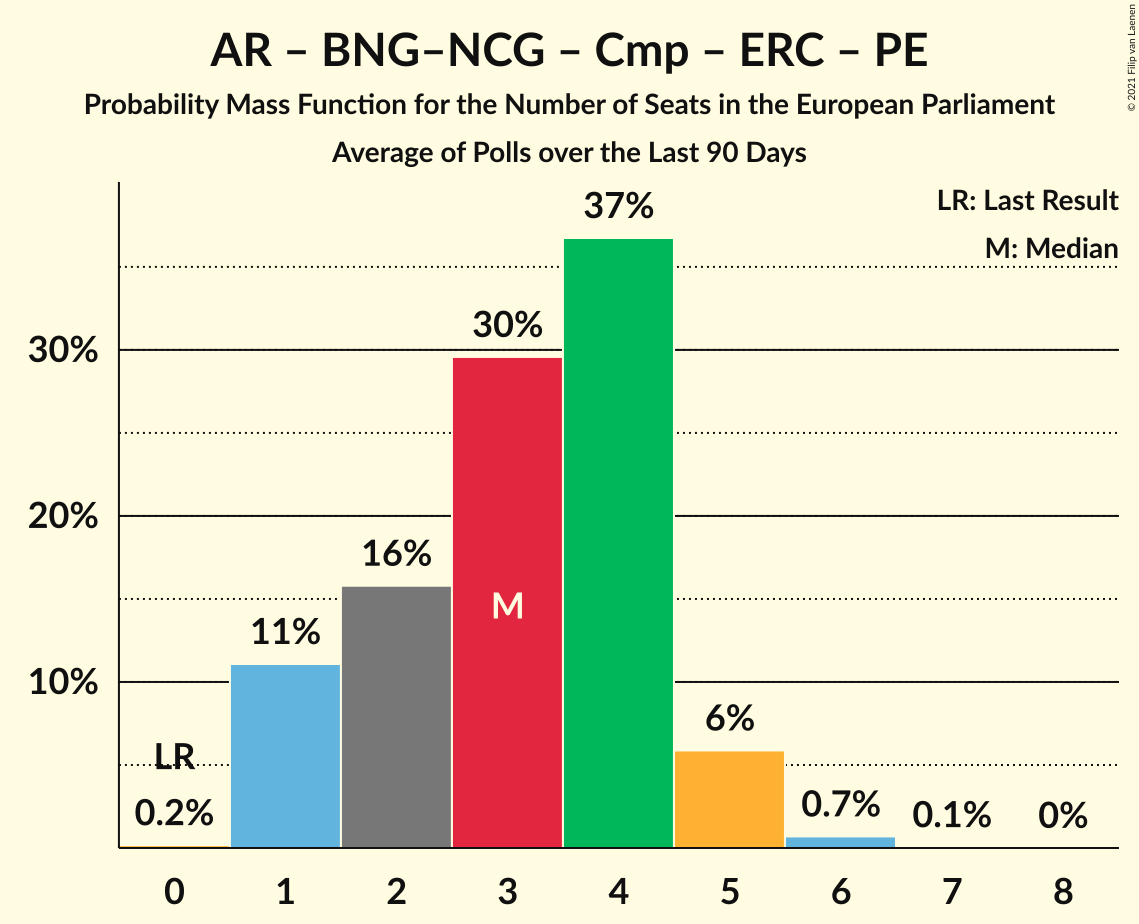 AR – BNG–NCG – Cmp – ERC – PE
Probability Mass Function for the Number of Seats in the European Parliament
Average of Polls over the Last 90 Days
© 2021 Filip van Laenen
LR: Last Result
M: Median
37%
30%
30%
20%
16%
M
11%
10%
6%
LR
0.2%
0.7%
0.1%
0%
0 1 2 3 4 5 6 7 8